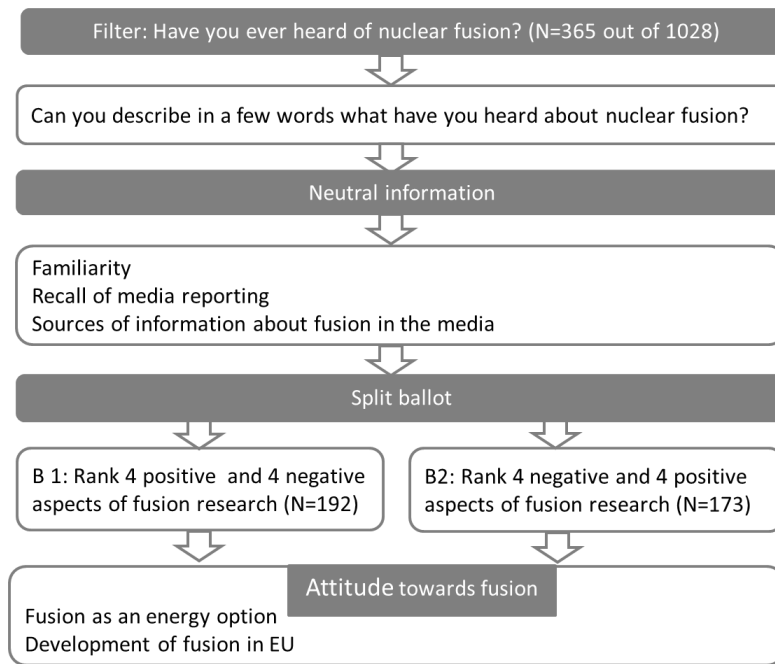 Filter: Have you ever heard of nuclear fusion? (N=365 out of 1028)
Can you describe in a few words what have you heard about nuclear fusion?
Neutral information
Familiarity
Recall of media reporting
Sources of information about fusion in the media
Split ballot
B 1: Rank 4 positive and 4 negative
aspects of fusion research (N=192)
B2: Rank 4 negative and 4 positive
aspects of fusion research (N=173)
Attitude towards fusion
Fusion as an energy option
Development of fusion in EU